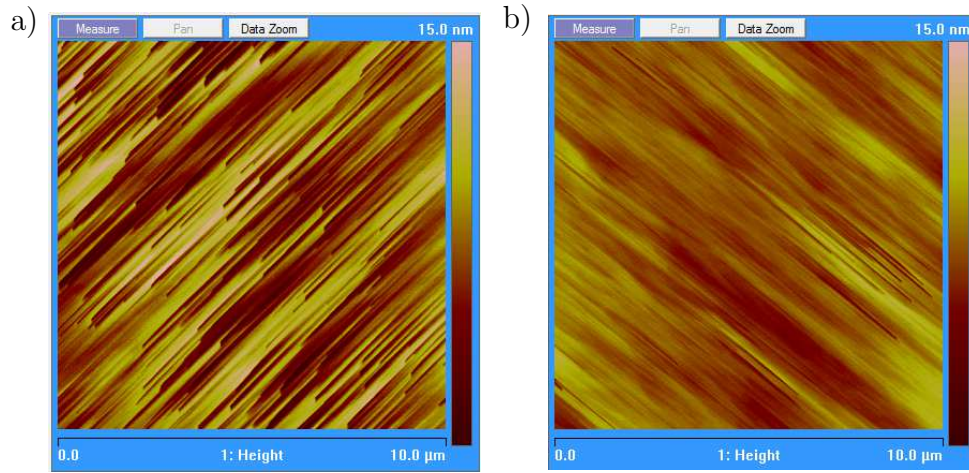 a)
Measure Pan Data Zoom 15.0 nm
0.0 1: Height 10.0 µm
b)
Measure Pan Data Zoom 15.0 nm
0.0 1: Height 10.0 µm